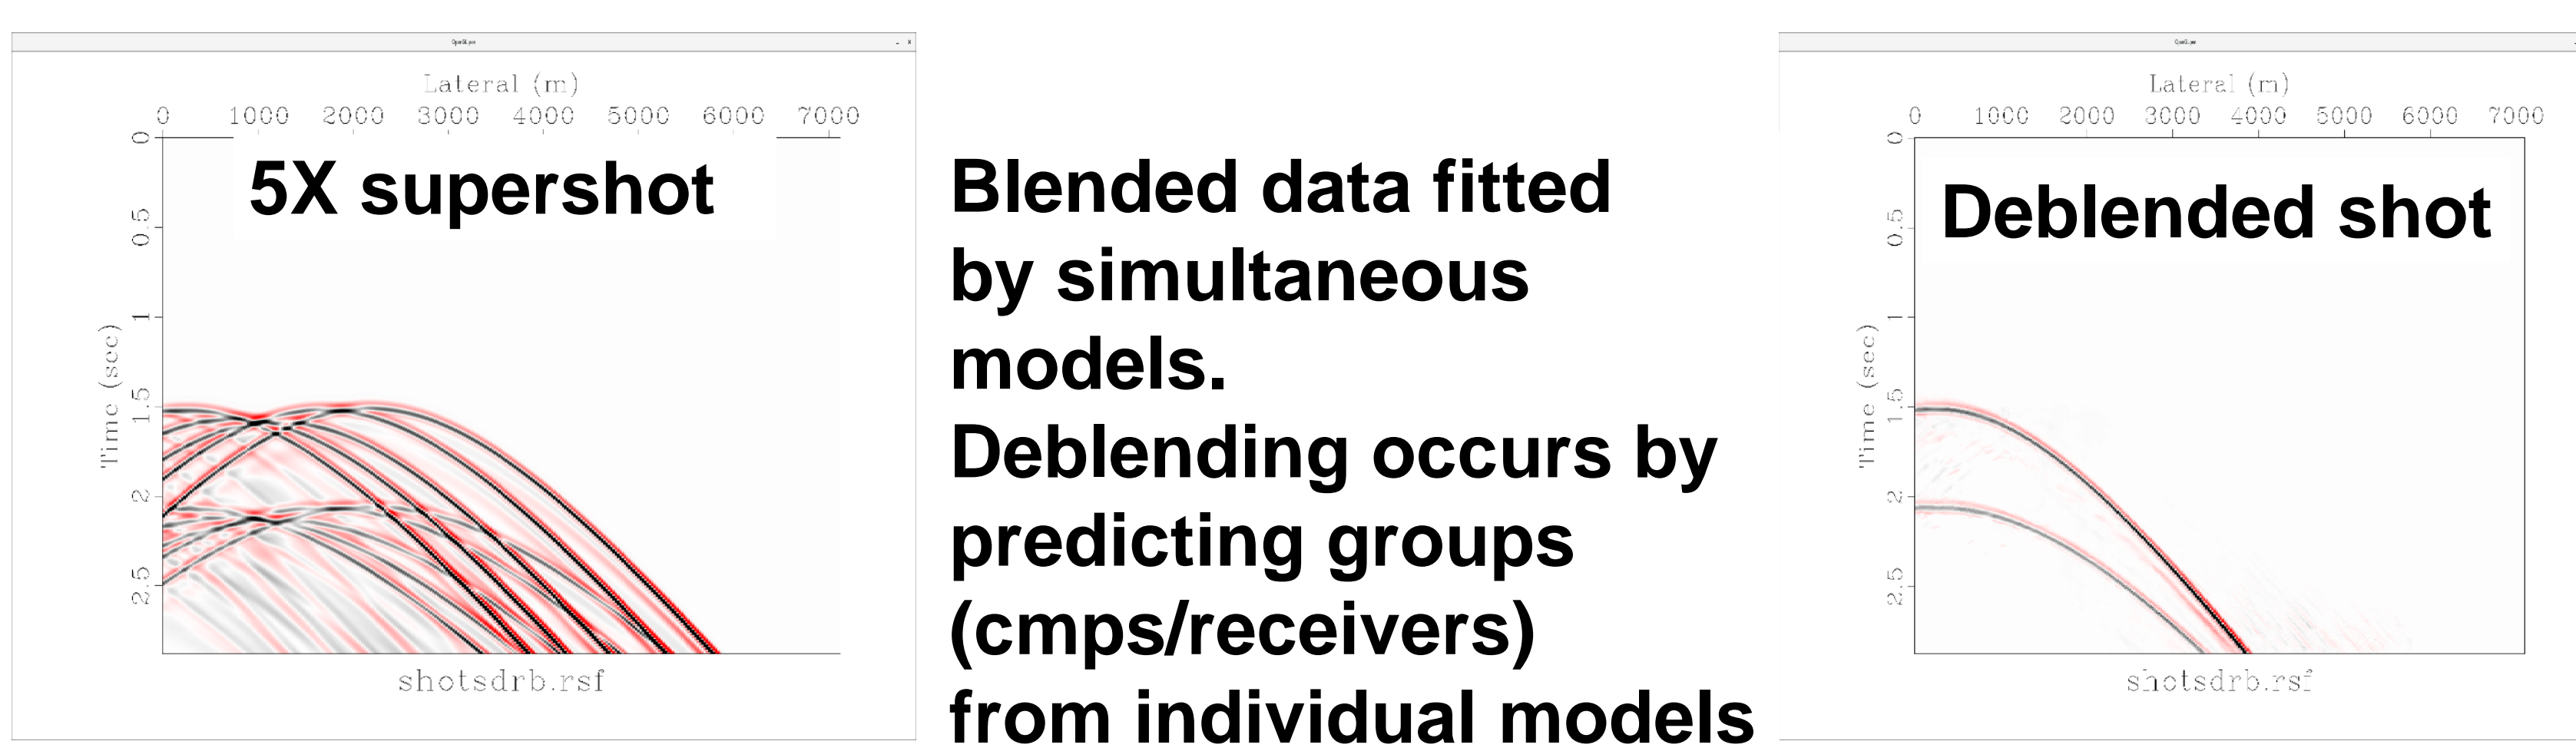 Lateral (m)
0 1000 2000 3000 4000 5000 6000 7000
5X supershot
0 0.5 1 1.5 2 2.5
Time (sec)
shotsdrb.rsf
Blended data fitted
by simultaneous
models.
Deblending occurs by
predicting groups
(cmps/receivers)
from individual models
Lateral (m)
0 1000 2000 3000 4000 5000 6000 7000
Deblended shot
0 0.5 1 1.5 2 2.5
Time (sec)
shotsdrb.rsf